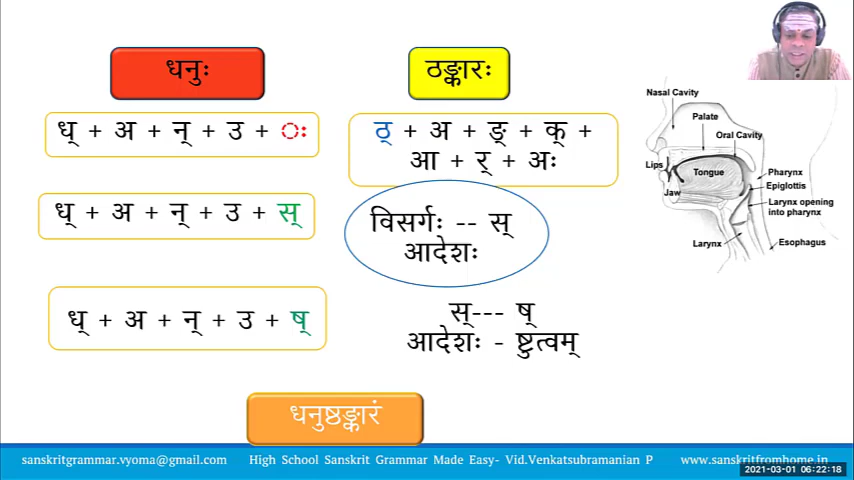 धनुः
ठङ्कारः
ध् + अ + न् + उ + ः
ठ् + अ + ङ् + क् +
आ + र् + अः
ध् + अ + न् + उ + स्
विसर्गः -- स्
आदेशः
ध् + अ + न् + उ + ष्
स्--- ष्
आदेशः - ष्टुत्वम्
धनुष्ठङ्कारं
Nasal Cavity
Palate
Oral Cavity
Lips
Tongue
Jaw
Pharynx
Epiglottis
Larynx opening
into pharynx
Larynx
Esophagus
sanskritgrammar.vyoma@gmail.com High School Sanskrit Grammar Made Easy- Vid.Venkatsubramanian P www.sanskritfromhome.in
2021-03-01 06:22:18